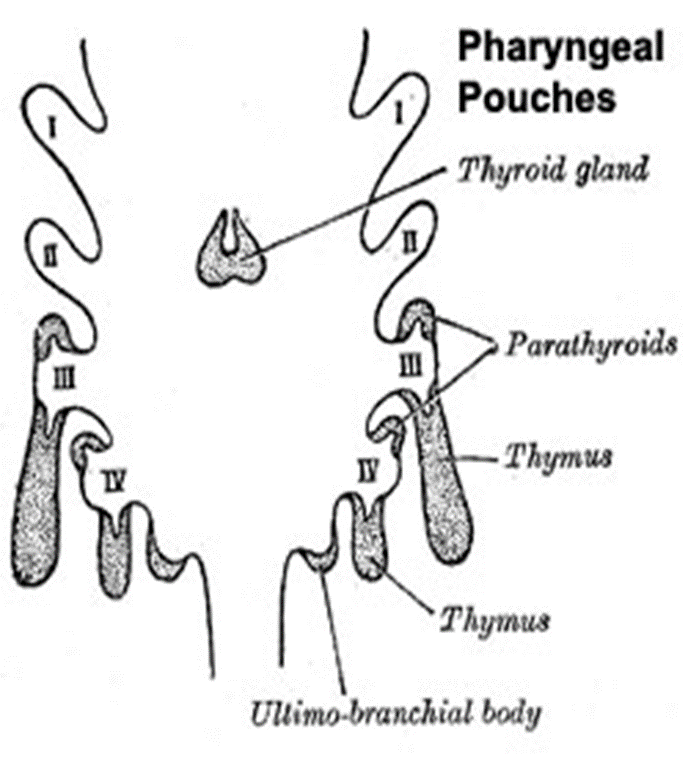 Pharyngeal
Pouches
I
I
Thyroid gland
II
II
Parathyroids
III
III
Thymus
IV
IV
Thymus
Ultimo-branchial body